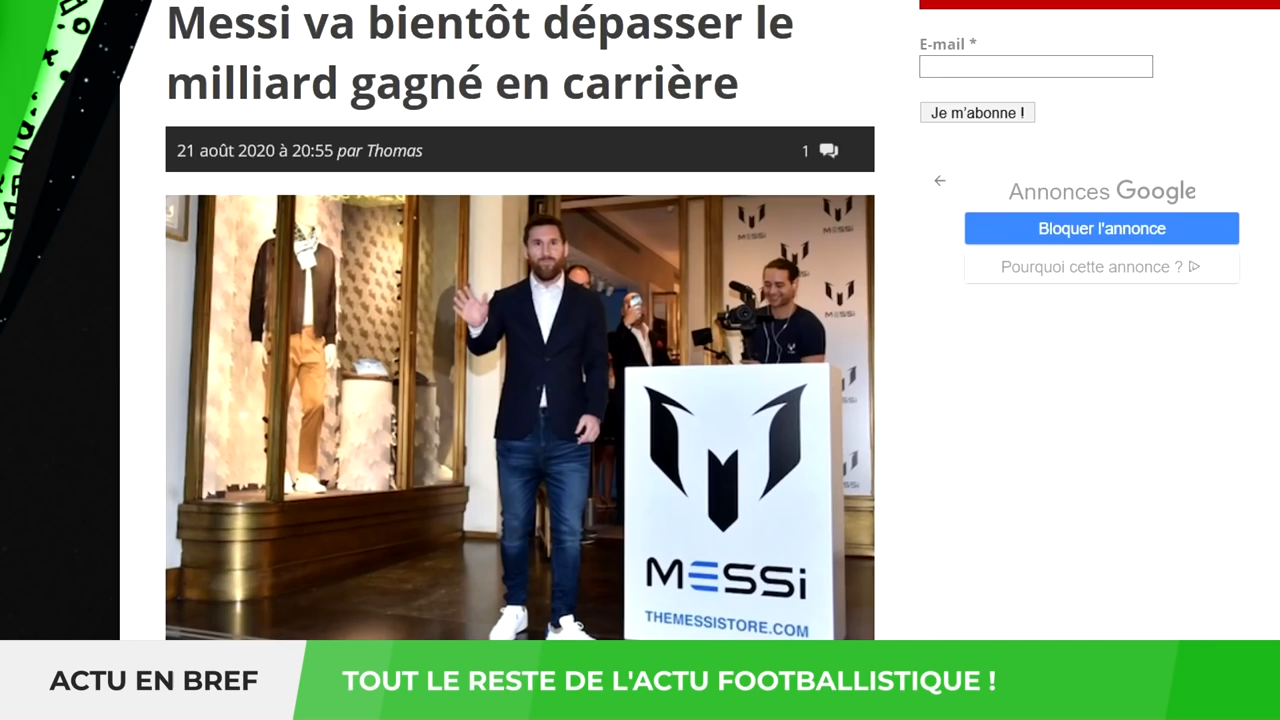 Messi va bientôt dépasser le
milliard gagné en carrière
21 août 2020 à 20:55 par Thomas
1
E-mail *
Je m'abonne !
Annonces Google
Bloquer l'annonce
Pourquoi cette annonce ?
MESSi
MESSi
MESSi
MESSi
THEMESSISTORE.COM
ACTU EN BREF
TOUT LE RESTE DE L'ACTU FOOTBALLISTIQUE !